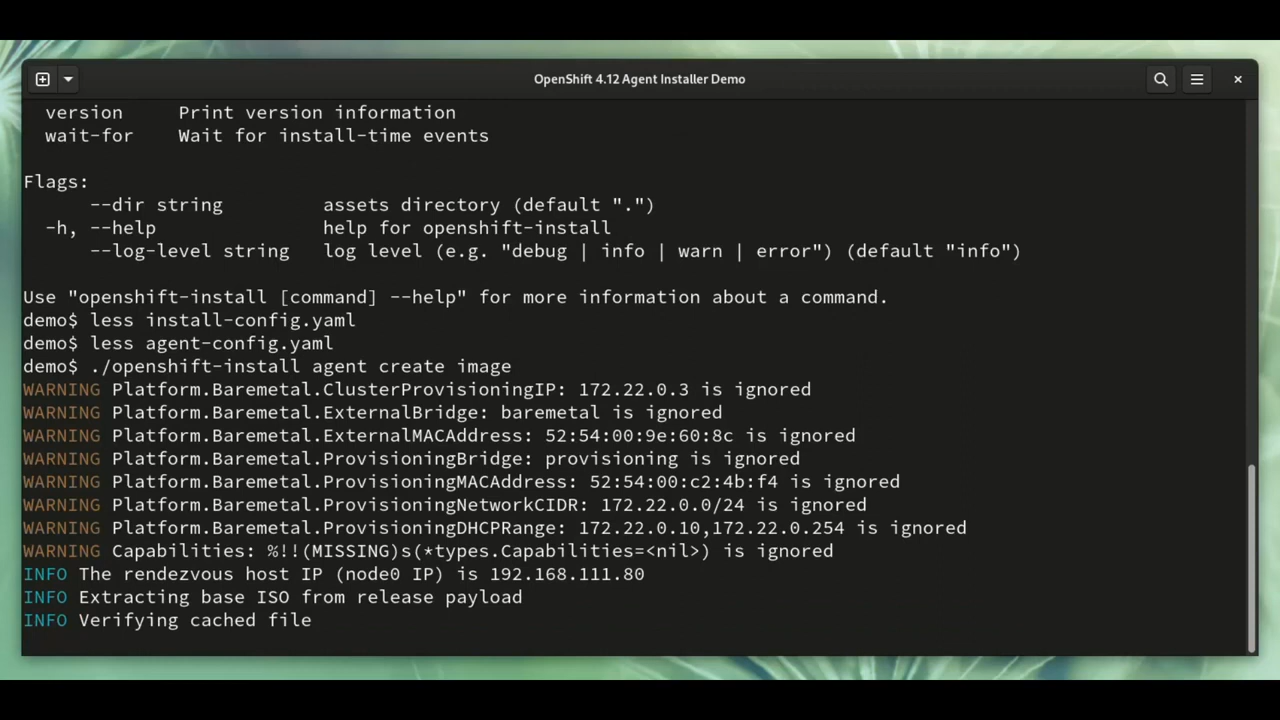 OpenShift 4.12 Agent Installer Demo
version Print version information
wait-for Wait for install-time events
Flags:
--dir string assets directory (default ".")
-h, --help help for openshift-install
--log-level string log level (e.g. "debug | info | warn | error") (default "info")
Use "openshift-install [command] --help" for more information about a command.
demo$ less install-config.yaml
demo$ less agent-config.yaml
demo$ ./openshift-install agent create image
WARNING Platform.Baremetal.ClusterProvisioningIP: 172.22.0.3 is ignored
WARNING Platform.Baremetal.ExternalBridge: baremetal is ignored
WARNING Platform.Baremetal.ExternalMACAddress: 52:54:00:9e:60:8c is ignored
WARNING Platform.Baremetal.ProvisioningBridge: provisioning is ignored
WARNING Platform.Baremetal.ProvisioningMACAddress: 52:54:00:c2:4b:f4 is ignored
WARNING Platform.Baremetal.ProvisioningNetworkCIDR: 172.22.0.0/24 is ignored
WARNING Platform.Baremetal.ProvisioningDHCPRange: 172.22.0.10,172.22.0.254 is ignored
WARNING Capabilities: %!!(MISSING)s(*types.Capabilities=<nil>) is ignored
INFO The rendezvous host IP (node0 IP) is 192.168.111.80
INFO Extracting base ISO from release payload
INFO Verifying cached file